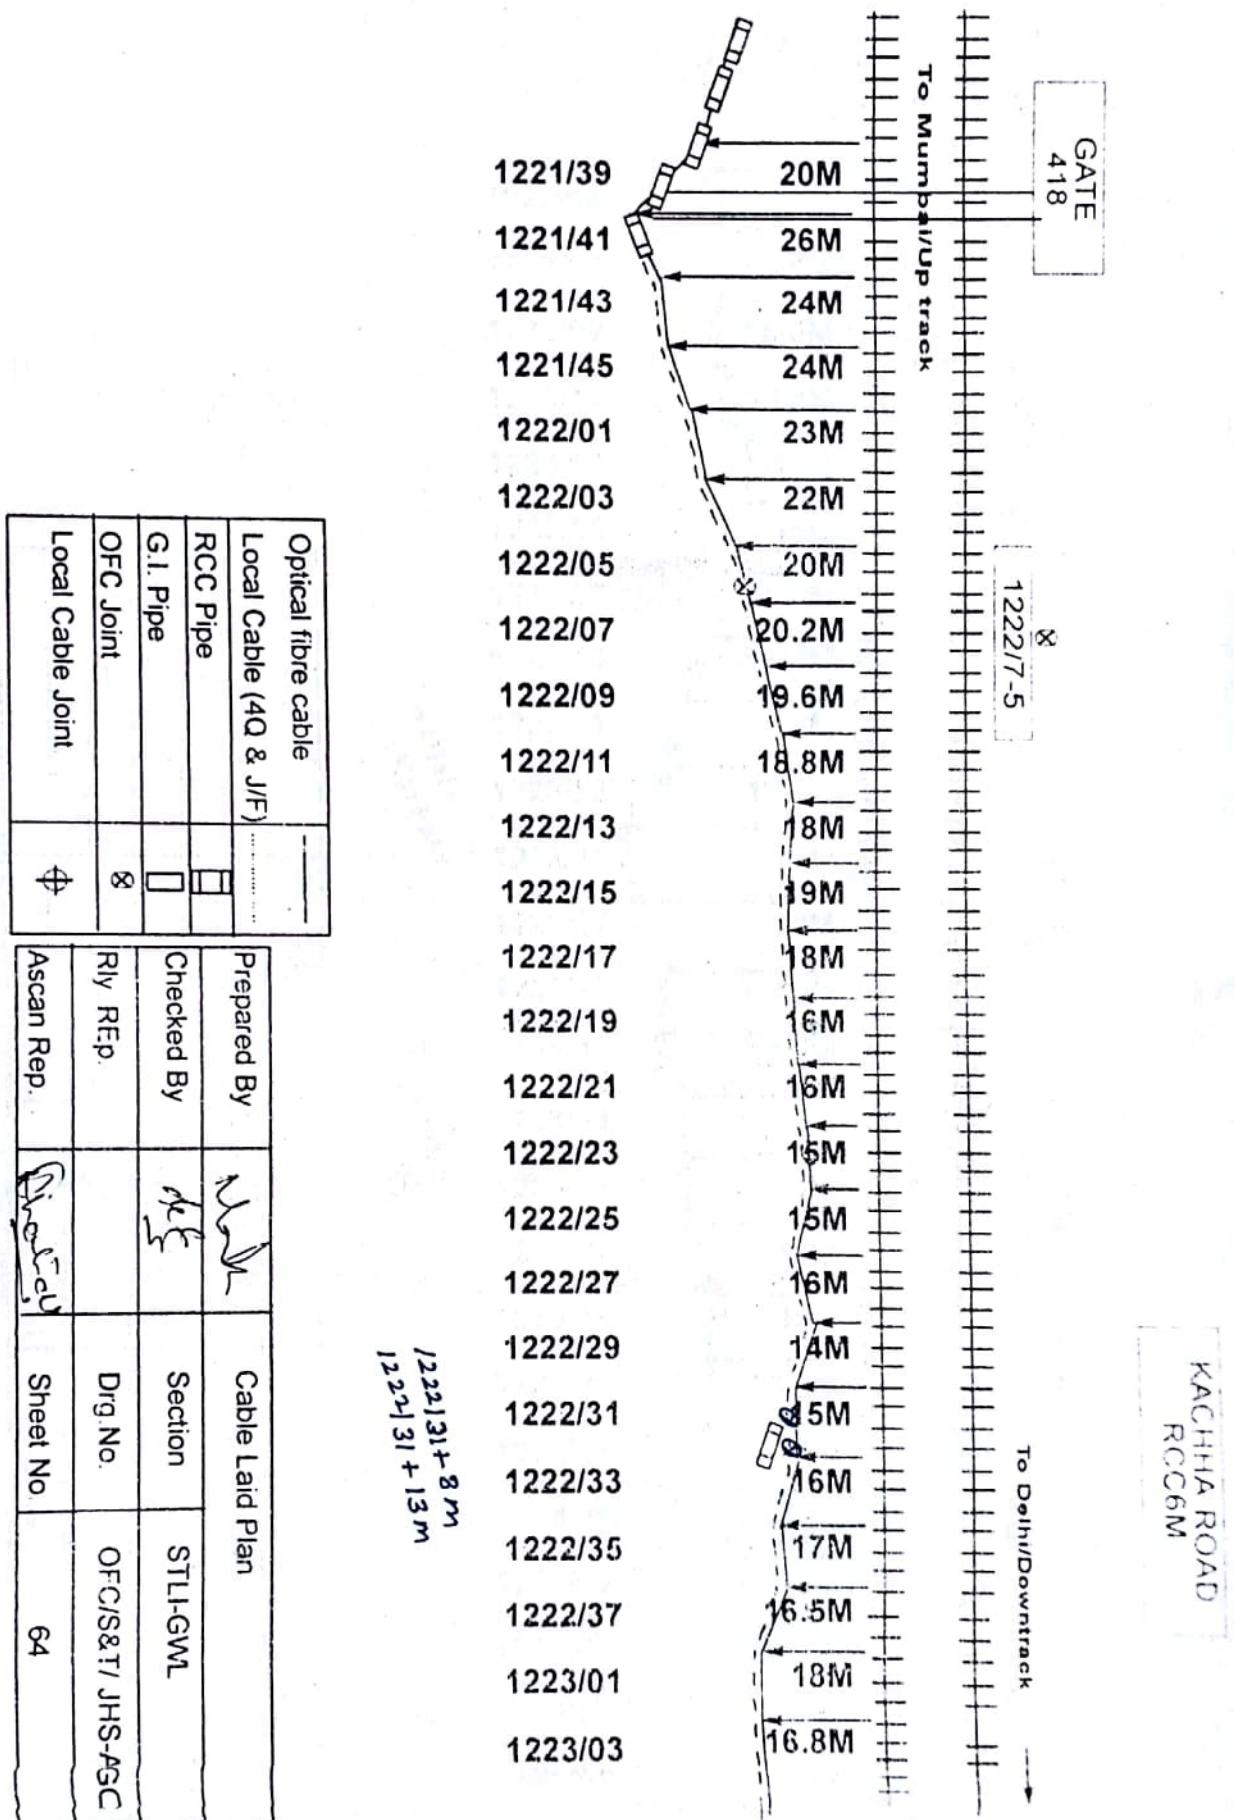 GATE
418
To Mumbai/Up track
1222/7-5
To Delhi/Downtrack
KACHHA ROAD
RCC6M
1221/39 20M
1221/41 26M
1221/43 24M
1221/45 24M
1222/01 23M
1222/03 22M
1222/05 20M
1222/07 20.2M
1222/09 19.6M
1222/11 18.8M
1222/13 18M
1222/15 19M
1222/17 18M
1222/19 16M
1222/21 16M
1222/23 15M
1222/25 15M
1222/27 16M
1222/29 14M
1222/31 15M
1222/33 16M
1222/35 17M
1222/37 16.5M
1223/01 18M
1223/03 16.8M
1222/31+8m
1222/31+13m
Optical fibre cable
Local Cable (4Q & J/F)
RCC Pipe
G.I. Pipe
OFC Joint
Local Cable Joint
Prepared By
Cable Laid Plan
Checked By
Section STLI-GWL
Rly REp.
Drg.No. OFC/S&T/ JHS-AGC
Ascan Rep.
Sheet No. 64